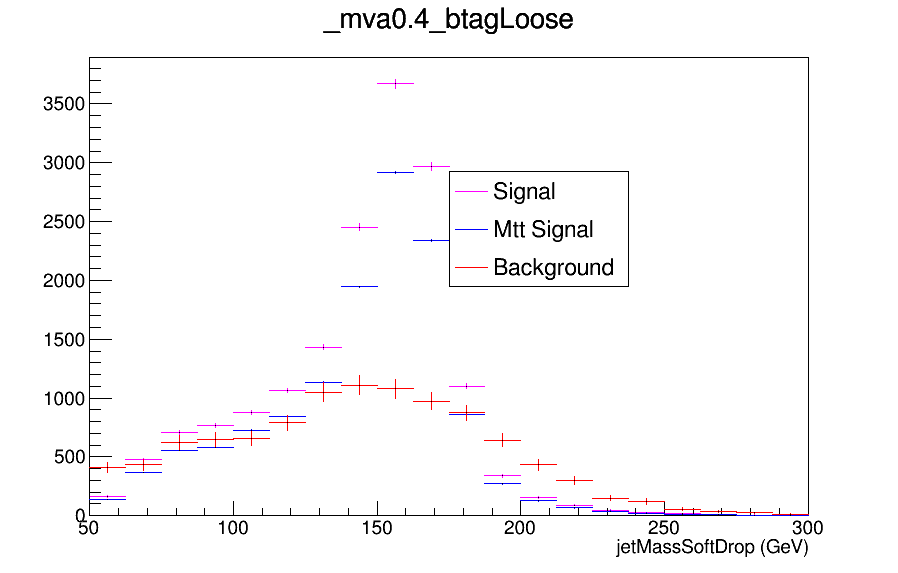 _mva0.4_btagLoose
3500
3000
2500
2000
1500
1000
500
0
Signal
Mtt Signal
Background
50 100 150 200 250 300
jetMassSoftDrop (GeV)